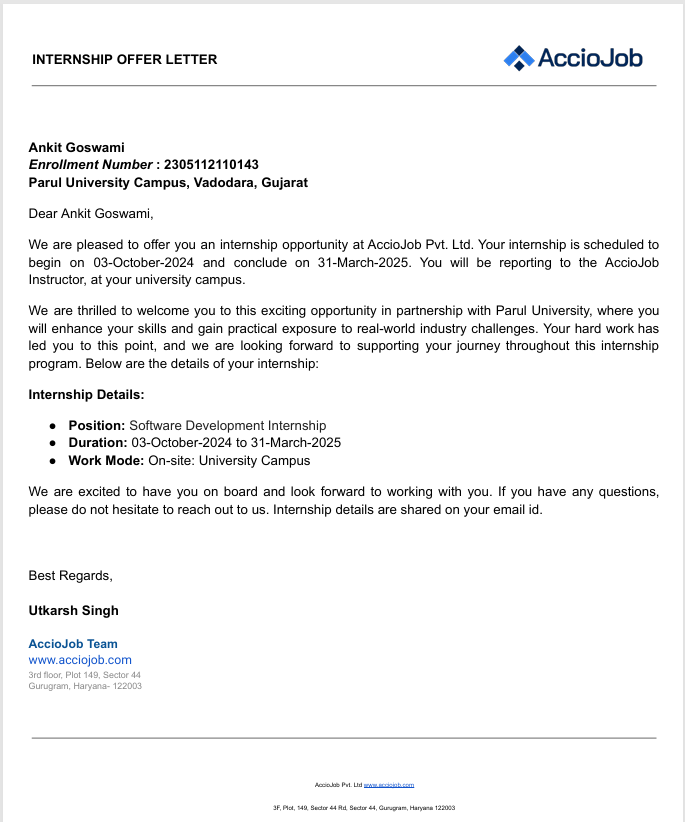 INTERNSHIP OFFER LETTER
AccioJob
Ankit Goswami
Enrollment Number : 2305112110143
Parul University Campus, Vadodara, Gujarat
Dear Ankit Goswami,
We are pleased to offer you an internship opportunity at AccioJob Pvt. Ltd. Your internship is scheduled to
begin on 03-October-2024 and conclude on 31-March-2025. You will be reporting to the AccioJob
Instructor, at your university campus.
We are thrilled to welcome you to this exciting opportunity in partnership with Parul University, where you
will enhance your skills and gain practical exposure to real-world industry challenges. Your hard work has
led you to this point, and we are looking forward to supporting your journey throughout this internship
program. Below are the details of your internship:
Internship Details:
● Position: Software Development Internship
● Duration: 03-October-2024 to 31-March-2025
● Work Mode: On-site: University Campus
We are excited to have you on board and look forward to working with you. If you have any questions,
please do not hesitate to reach out to us. Internship details are shared on your email id.
Best Regards,
Utkarsh Singh
AccioJob Team
www.acciojob.com
3rd floor, Plot 149, Sector 44
Gurugram, Haryana- 122003
AccioJob Pvt. Ltd www.acciojob.com
3F, Plot, 149, Sector 44 Rd, Sector 44, Gurugram, Haryana 122003